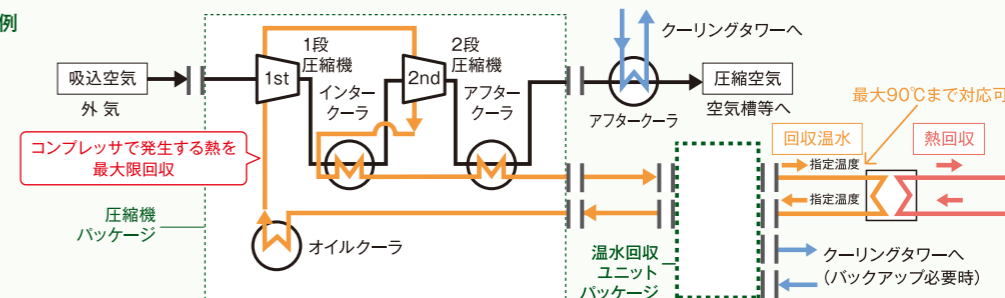 例
吸込空気
外気
コンプレッサで発生する熱を
最大限回収
圧縮機
パッケージ
1st
1段
圧縮機
インター
クーラ
2nd
2段
圧縮機
アフター
クーラ
オイルクーラ
クーリングタワーへ
アフタークーラ
圧縮空気
空気槽等へ
最大90℃まで対応可
回収温水
熱回収
指定温度
指定温度
温水回収
ユニット
パッケージ
クーリングタワーへ
（バックアップ必要時）